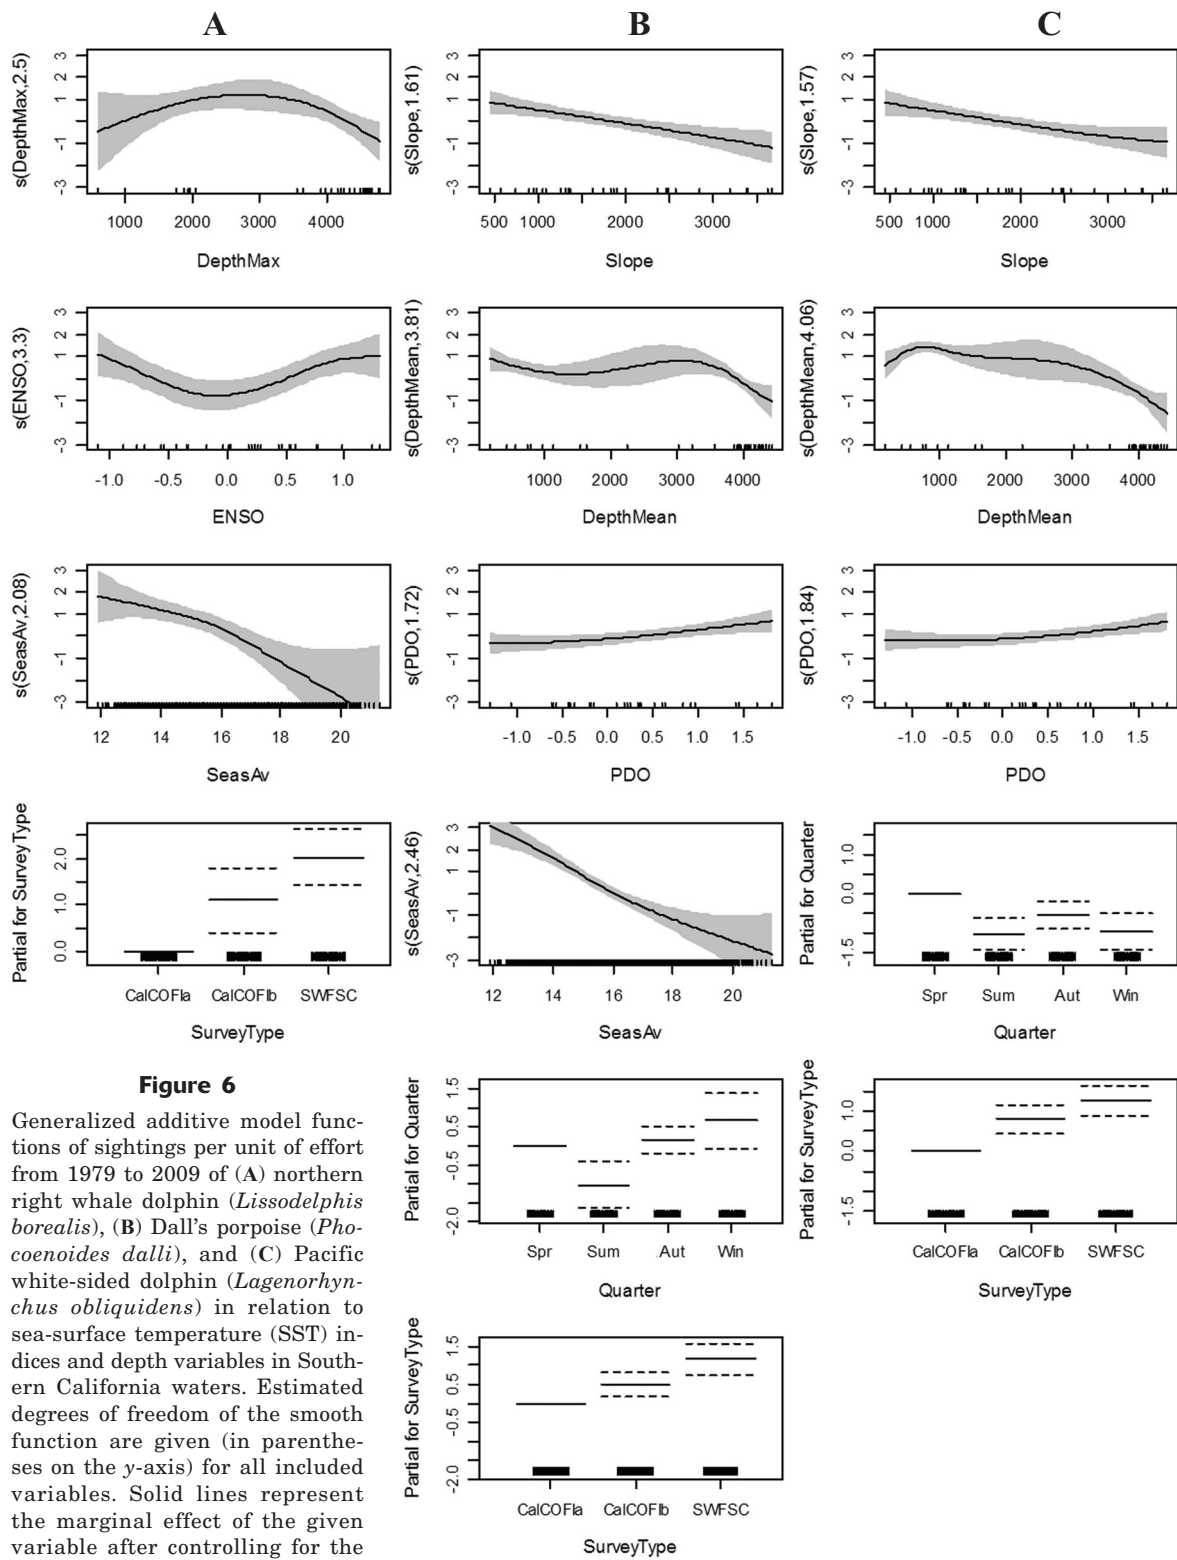 A
B
C
s(DepthMax,2.5)
3
2
1
-1
-3
1000 2000 3000 4000
DepthMax
s(Slope,1.61)
3
2
1
-1
-3
500 1000 2000 3000
Slope
s(Slope,1.57)
3
2
1
-1
-3
500 1000 2000 3000
Slope
s(ENSO,3.3)
3
2
1
-1
-3
-1.0 -0.5 0.0 0.5 1.0
ENSO
s(DepthMean,3.81)
3
2
1
-1
-3
1000 2000 3000 4000
DepthMean
s(DepthMean,4.06)
3
2
1
-1
-3
1000 2000 3000 4000
DepthMean
s(SeasAv,2.08)
3
2
1
-1
-3
12 14 16 18 20
SeasAv
s(PDO,1.72)
3
2
1
-1
-3
-1.0 -0.5 0.0 0.5 1.0 1.5
PDO
s(PDO,1.84)
3
2
1
-1
-3
-1.0 -0.5 0.0 0.5 1.0 1.5
PDO
Partial for SurveyType
2.0
1.0
0.0
CalCOFIa CalCOFIb SWFSC
SurveyType
s(SeasAv,2.46)
3
2
1
-1
-3
12 14 16 18 20
SeasAv
Partial for Quarter
1.0
0.0
-1.5
Spr Sum Aut Win
Quarter
Partial for Quarter
1.5
0.5
-0.5
-2.0
Spr Sum Aut Win
Quarter
Partial for SurveyType
1.0
0.0
-1.5
CalCOFIa CalCOFIb SWFSC
SurveyType
Partial for SurveyType
1.5
0.5
-0.5
-2.0
CalCOFIa CalCOFIb SWFSC
SurveyType
Figure 6
Generalized additive model func-
tions of sightings per unit of effort
from 1979 to 2009 of (A) northern
right whale dolphin (Lissodelphis
borealis), (B) Dall's porpoise (Pho-
coenoides dalli), and (C) Pacific
white-sided dolphin (Lagenorhyn-
chus obliquidens) in relation to
sea-surface temperature (SST) in-
dices and depth variables in South-
ern California waters. Estimated
degrees of freedom of the smooth
function are given (in parenthe-
ses on the y-axis) for all included
variables. Solid lines represent
the marginal effect of the given
variable after controlling for the